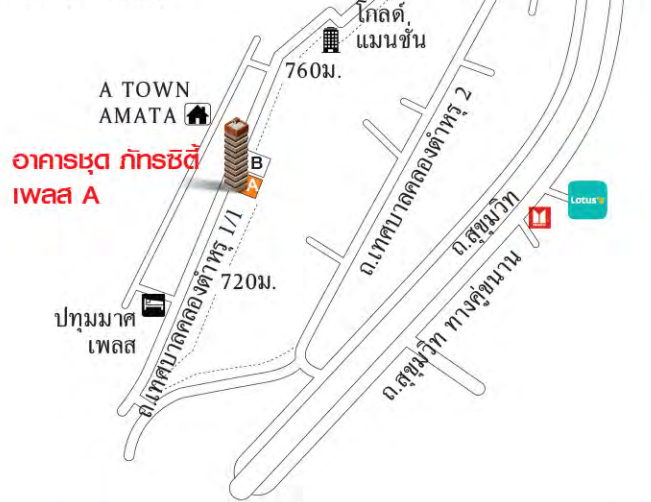 โกลด์
แมนชั่น
760ม.
A TOWN
AMATA
อาคารชุด ภัทรซิตี้
เพลส A
B
A
ถ.เทศบาลคลองตำหรุ 2
ถ.เทศบาลคลองตำหรุ 1/1
720ม.
ถ.สุขุมวิท
Lotus's
ปทุมมาศ
เพลส
ถ.สุขุมวิท ทางคู่ขนาน